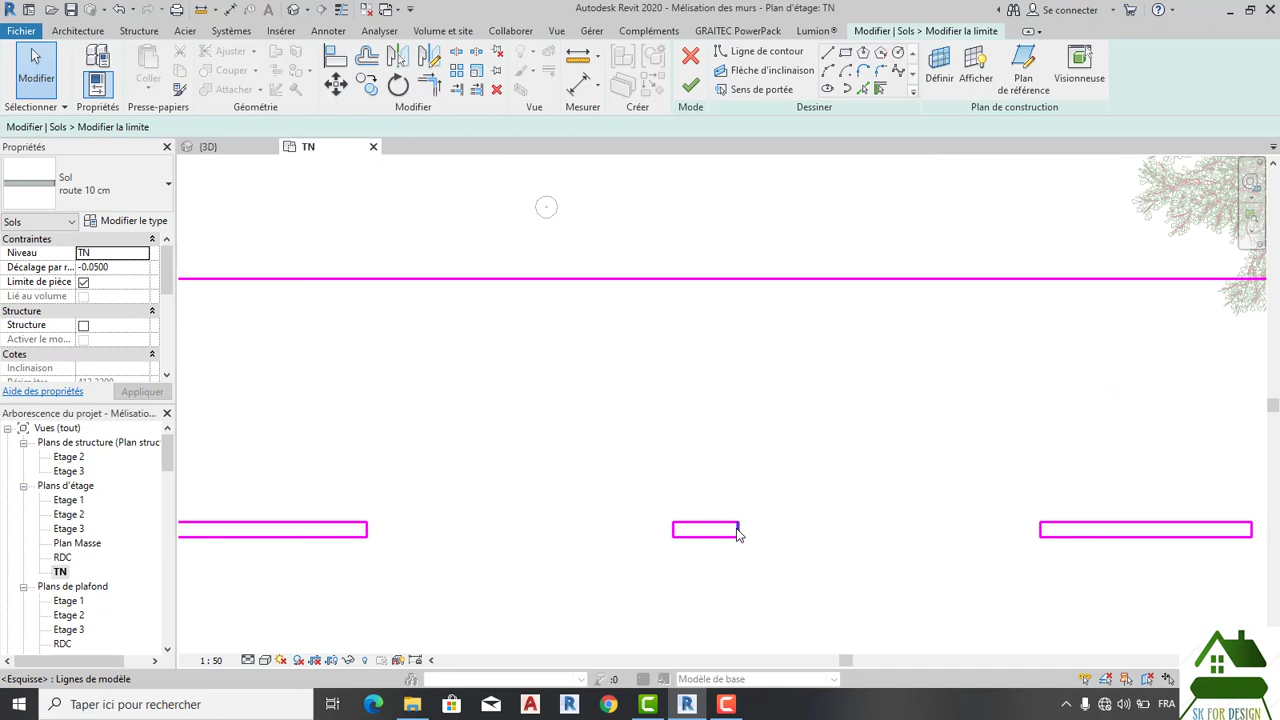 Autodesk Revit 2020 - Mélisation des murs - Plan d'étage: TN
Se connecter
Fichier Architecture Structure Acier Systèmes Insérer Annoter Analyser Volume et site Collaborer Vue Gérer Compléments GRAITEC PowerPack Lumion® Modifier | Sols > Modifier la limite
Modifier
Propriétés
Coller
Ajuster
Couper
Attacher
Ligne de contour
Flèche d'inclinaison
Sens de portée
Définir
Afficher
Plan
de référence
Visionneuse
Sélectionner Propriétés Presse-papiers Géométrie Modifier Vue Mesurer Créer Mode Dessiner Plan de construction
Modifier | Sols > Modifier la limite
Propriétés
{3D}
TN
Sol
route 10 cm
Sols
Modifier le type
Contraintes
Niveau TN
Décalage par r... -0.0500
Limite de pièce
Lié au volume
Structure
Structure
Activer le mo...
Cotes
Inclinaison
Aide des propriétés
Appliquer
Arborescence du projet - Mélisatio...
Vues (tout)
Plans de structure (Plan struc
Etage 2
Etage 3
Plans d'étage
Etage 1
Etage 2
Etage 3
Plan Masse
RDC
TN
Plans de plafond
Etage 1
Etage 2
Etage 3
RDC
1 : 50
<Esquisse> : Lignes de modèle
:0
Modèle de base
Taper ici pour rechercher
FRA
SK FOR DESIGN